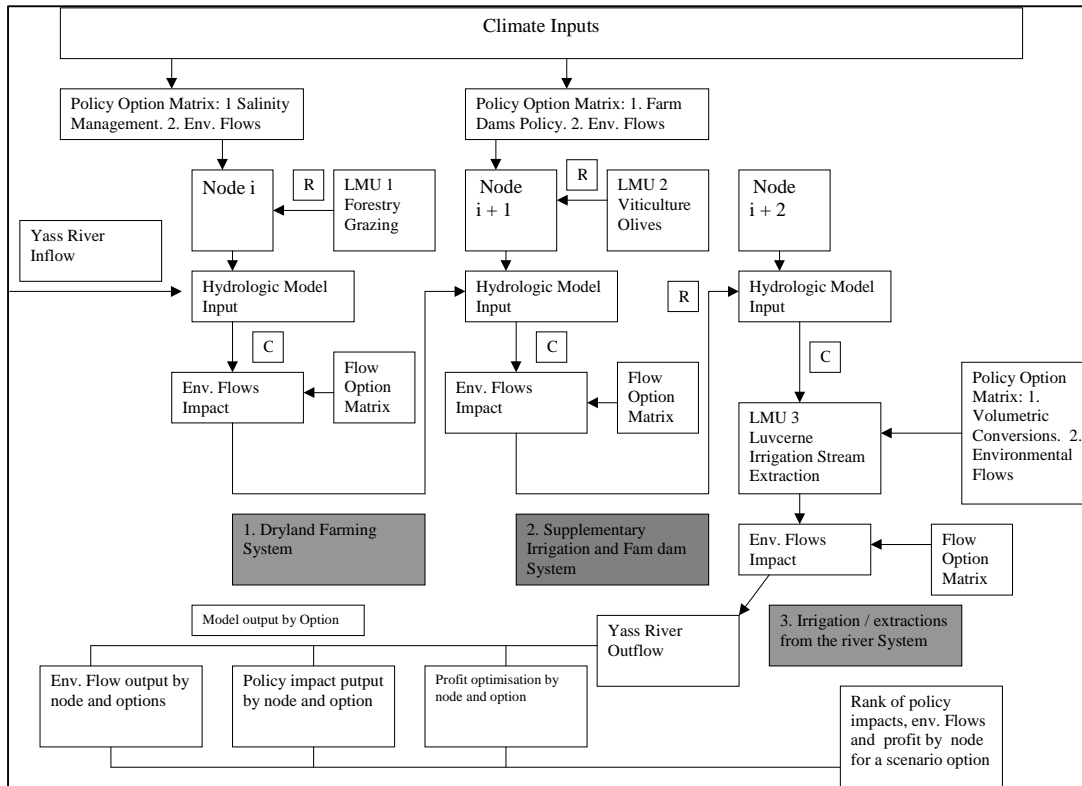 Climate Inputs
Policy Option Matrix: 1 Salinity
Management. 2. Env. Flows
Policy Option Matrix: 1. Farm
Dams Policy. 2. Env. Flows
Node i
R
LMU 1
Forestry
Grazing
Node
i + 1
R
LMU 2
Viticulture
Olives
Node
i + 2
Yass River
Inflow
Hydrologic Model
Input
Hydrologic Model
Input
R
Hydrologic Model
Input
C
C
C
Env. Flows
Impact
Flow
Option
Matrix
Env. Flows
Impact
Flow
Option
Matrix
LMU 3
Luvcerne
Irrigation Stream
Extraction
Policy Option
Matrix: 1.
Volumetric
Conversions. 2.
Environmental
Flows
1. Dryland Farming
System
2. Supplementary
Irrigation and Fam dam
System
Env. Flows
Impact
Flow
Option
Matrix
Model output by Option
Yass River
Outflow
3. Irrigation / extractions
from the river System
Env. Flow output by
node and options
Policy impact putput
by node and option
Profit optimisation by
node and option
Rank of policy
impacts, env. Flows
and profit by node
for a scenario option